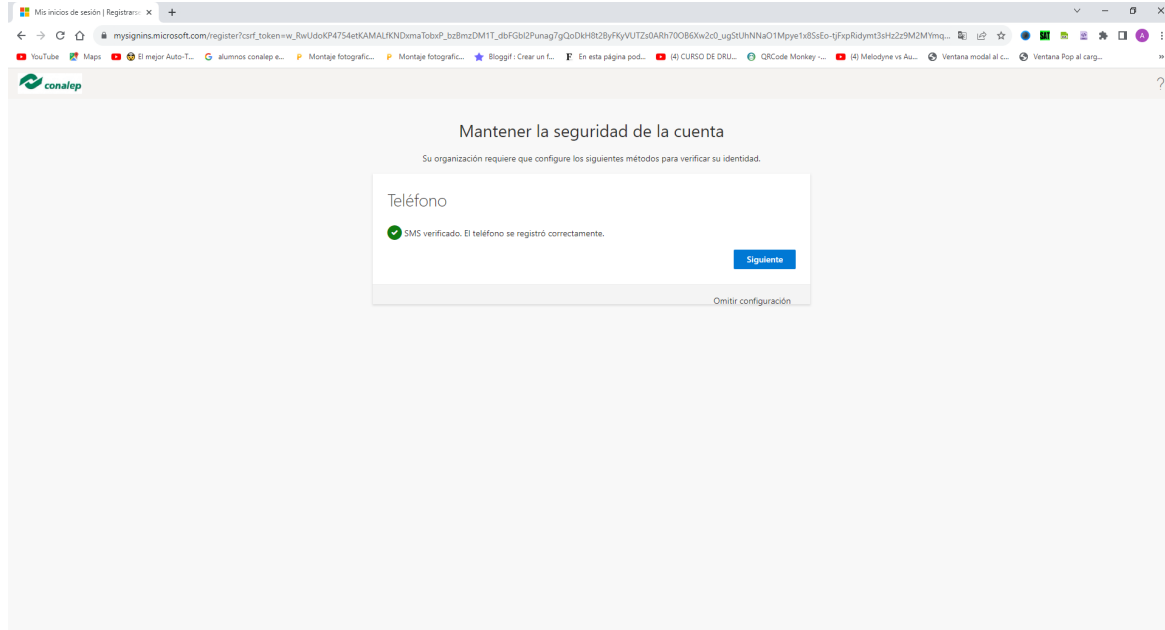 Mis inicios de sesión | Registrarse
mysignins.microsoft.com/register?csrf_token=w_RwUdoKP4754etKAMALfKNDxmaTobxP_bzBmzDM1T_dbFGbl2Punag7gQoDkH8t2ByFKyVUTZs0ARh70OB6Xw2c0_ugStUhNNaO1Mpye1x8SsEo-tjFxpRidymt3sHz2z9M2MYmq...
SAT
A
YouTube
Maps
El mejor Auto-T...
alumnos conalep e...
Montaje fotografic...
Montaje fotografic...
Bloggif : Crear un f...
En esta página pod...
(4) CURSO DE DRU...
QRCode Monkey -...
(4) Melodyne vs Au...
Ventana modal al c...
Ventana Pop al carg...
»
conalep
?
Mantener la seguridad de la cuenta
Su organización requiere que configure los siguientes métodos para verificar su identidad.
Teléfono
SMS verificado. El teléfono se registró correctamente.
Siguiente
Omitir configuración